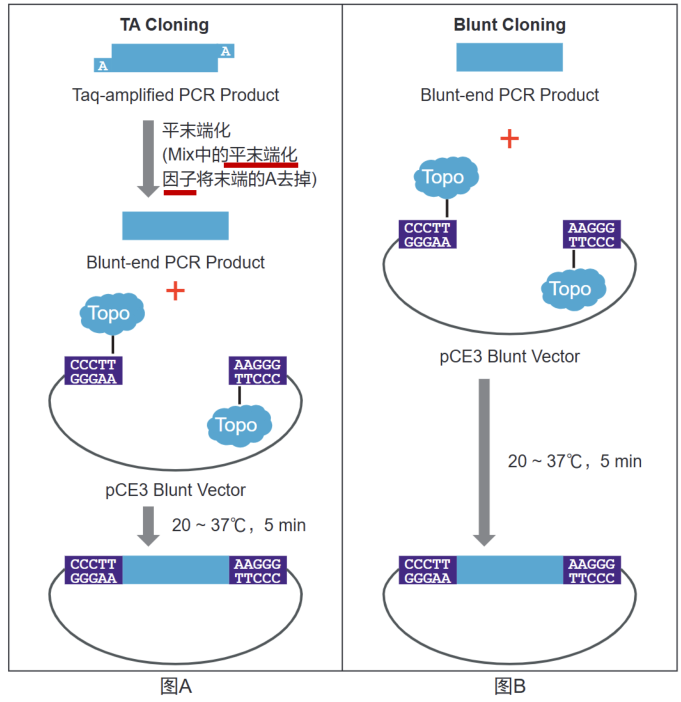 TA Cloning
A
A
Taq-amplified PCR Product
平末端化
(Mix中的平末端化
因子将末端的A去掉)
Blunt-end PCR Product
+
Topo
CCCTT
GGGAA
AAGGG
TTCCC
Topo
pCE3 Blunt Vector
20 ~ 37℃，5 min
CCCTT
GGGAA
AAGGG
TTCCC
图A
Blunt Cloning
Blunt-end PCR Product
+
Topo
CCCTT
GGGAA
AAGGG
TTCCC
Topo
pCE3 Blunt Vector
20 ~ 37℃，5 min
CCCTT
GGGAA
AAGGG
TTCCC
图B